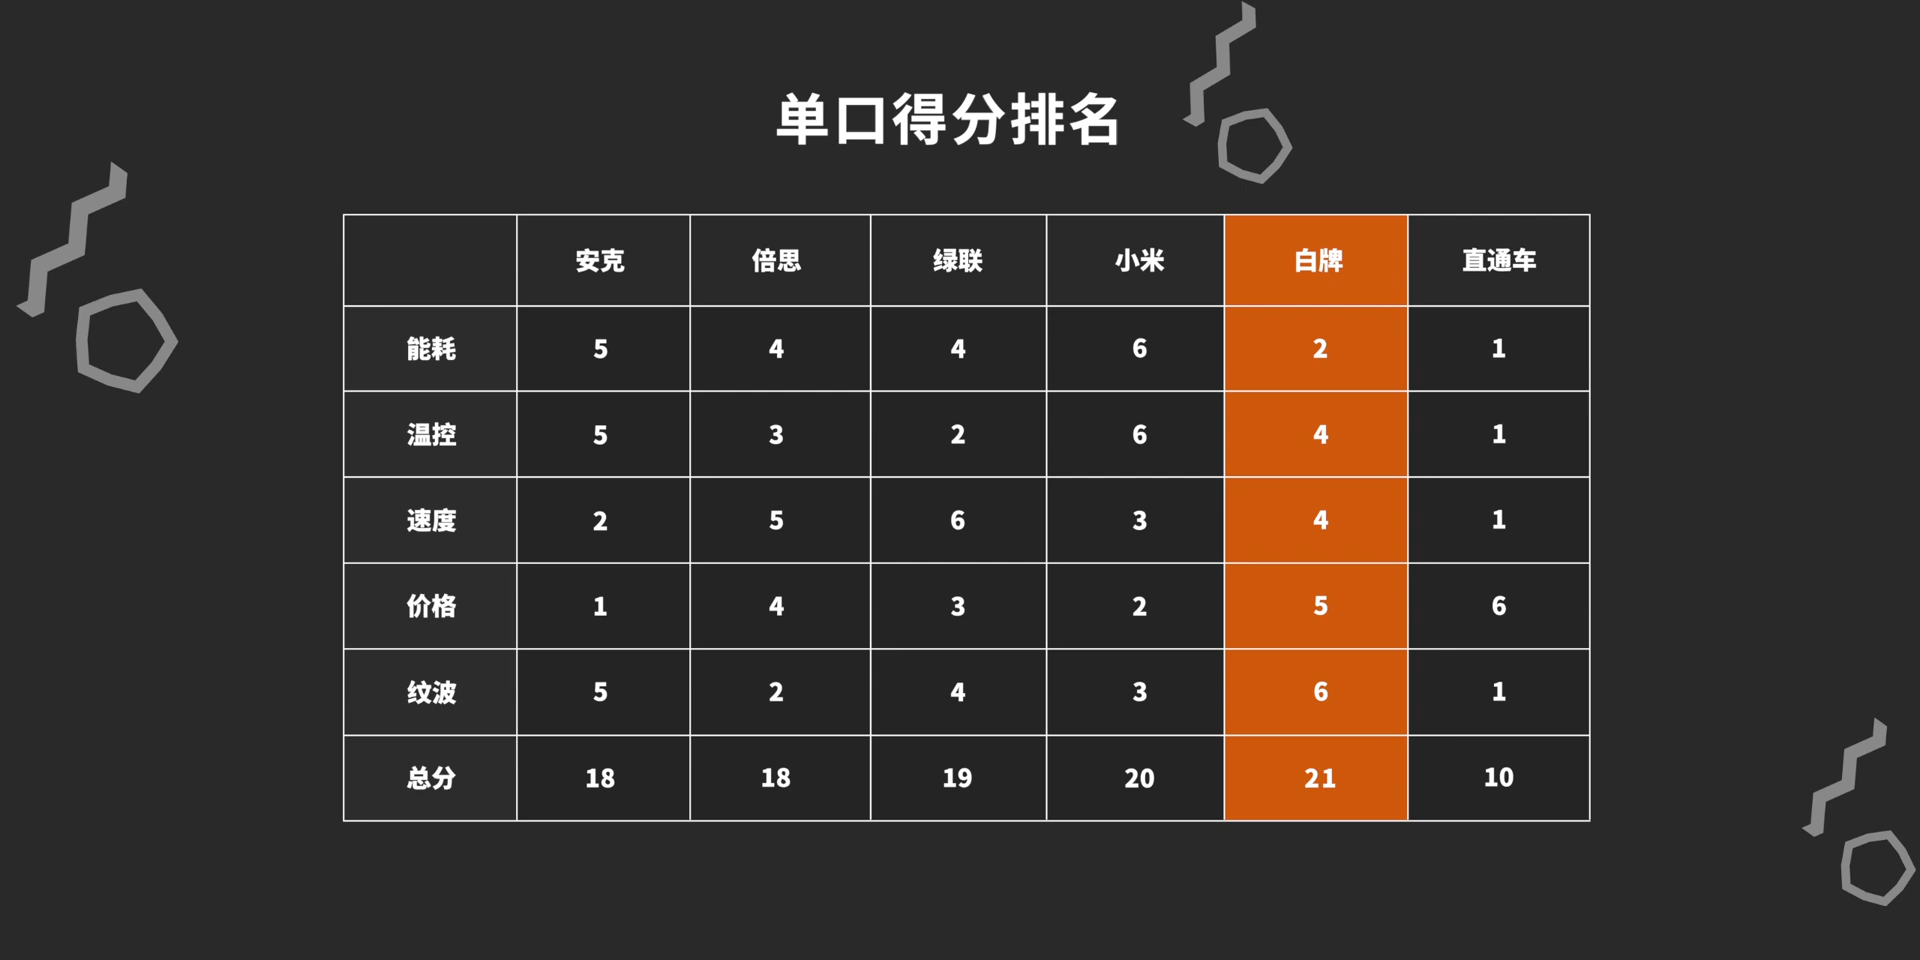 单口得分排名
安克 倍思 绿联 小米 白牌 直通车
能耗 5 4 4 6 2 1
温控 5 3 2 6 4 1
速度 2 5 6 3 4 1
价格 1 4 3 2 5 6
纹波 5 2 4 3 6 1
总分 18 18 19 20 21 10